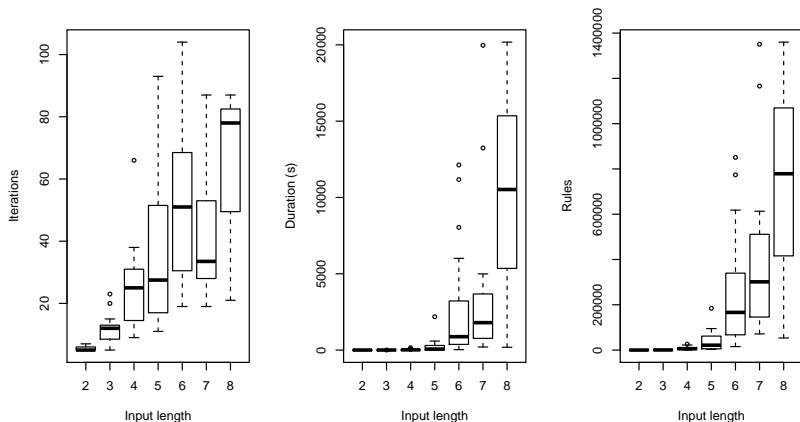 Iterations
100
80
60
40
20
2 3 4 5 6 7 8
Input length
Duration (s)
20000
15000
10000
5000
0
2 3 4 5 6 7 8
Input length
Rules
1400000
1000000
600000
200000
0
2 3 4 5 6 7 8
Input length